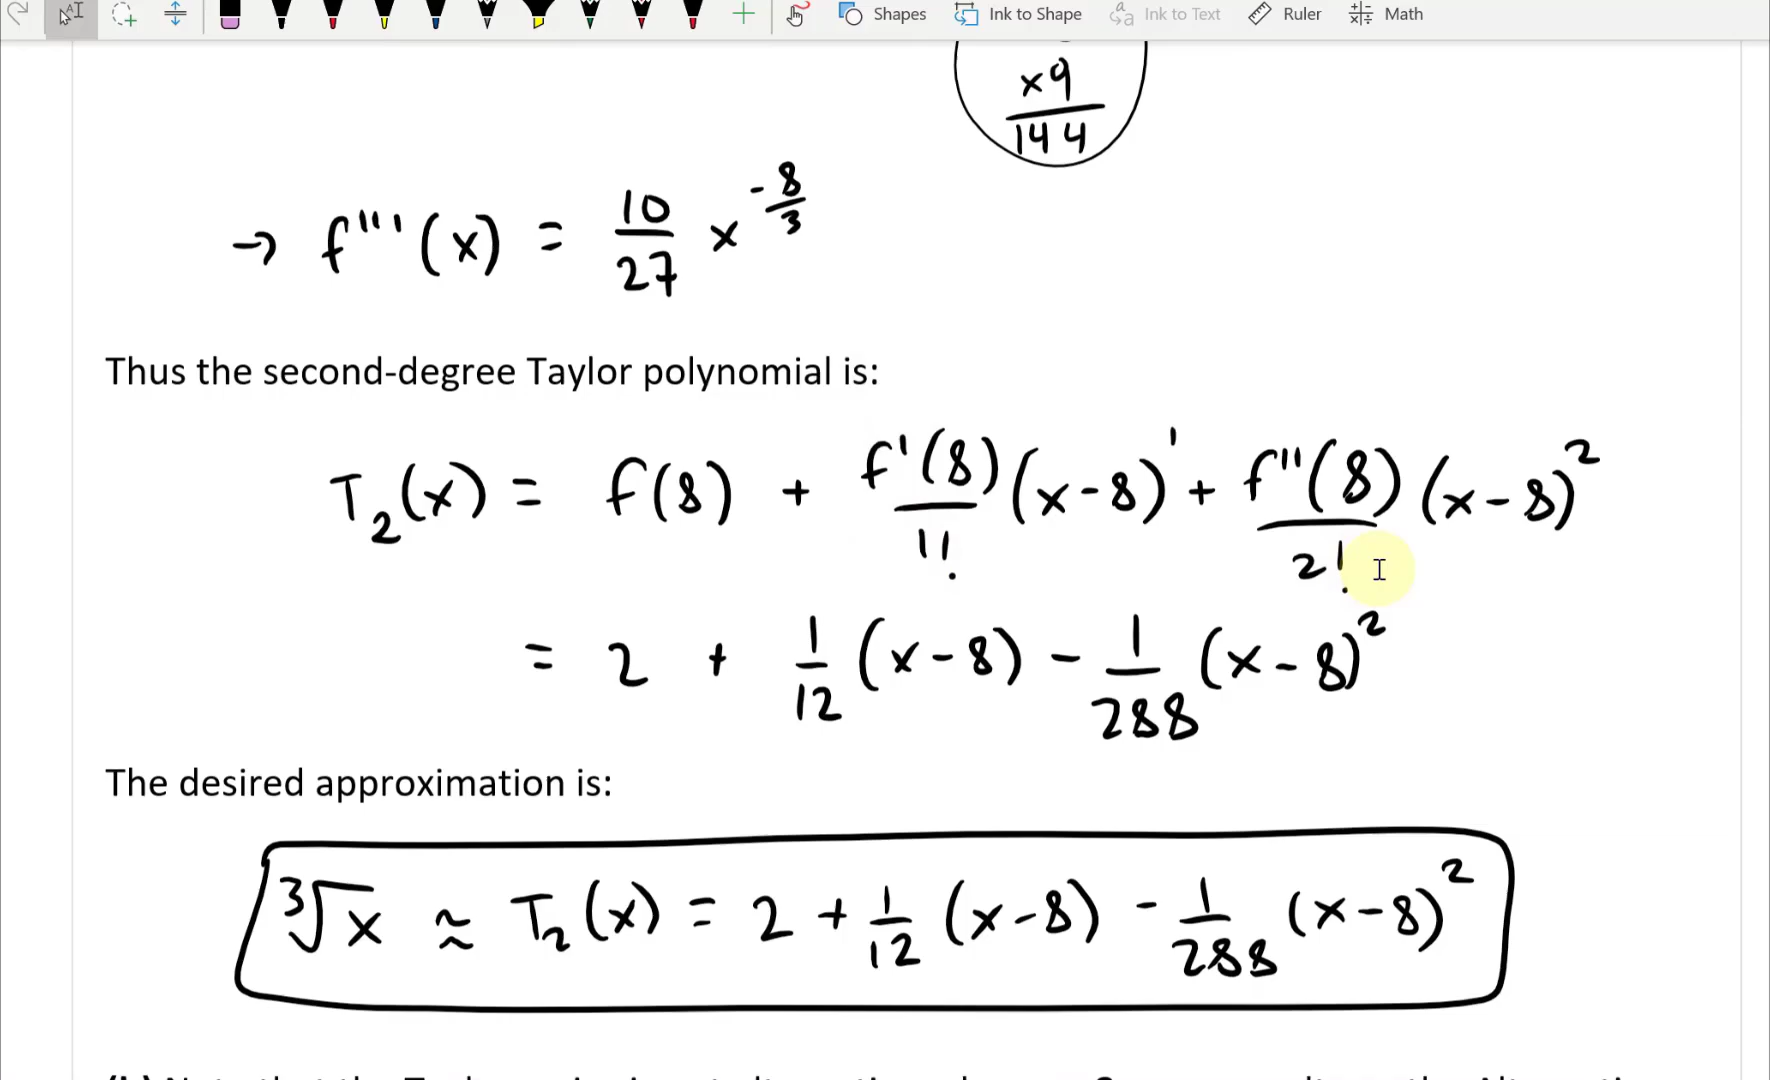 Shapes Ink to Shape Ink to Text Ruler Math
x9
144
→ f'''(x) = 10/27 x^(-8/3)
Thus the second-degree Taylor polynomial is:
T₂(x) = f(8) + f'(8)/1! (x-8)¹ + f''(8)/2! (x-8)²
= 2 + 1/12 (x-8) - 1/288 (x-8)²
The desired approximation is:
³√x ≈ T₂(x) = 2 + 1/12 (x-8) - 1/288 (x-8)²